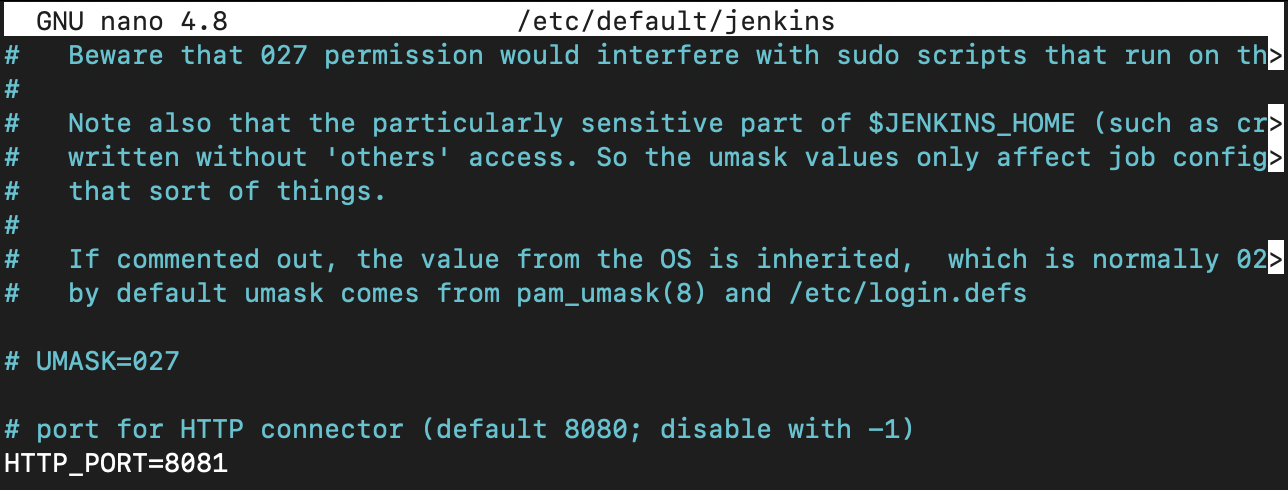 GNU nano 4.8 /etc/default/jenkins
# Beware that 027 permission would interfere with sudo scripts that run on th>
#
# Note also that the particularly sensitive part of $JENKINS_HOME (such as cr>
# written without 'others' access. So the umask values only affect job config>
# that sort of things.
#
# If commented out, the value from the OS is inherited,  which is normally 02>
# by default umask comes from pam_umask(8) and /etc/login.defs
# UMASK=027
# port for HTTP connector (default 8080; disable with -1)
HTTP_PORT=8081